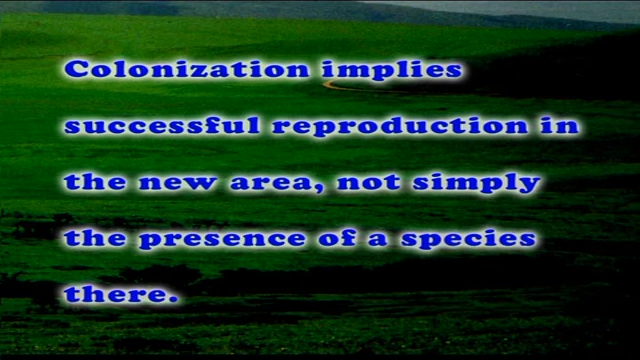 Colonization implies
successful reproduction in
the new area, not simply
the presence of a species
there.